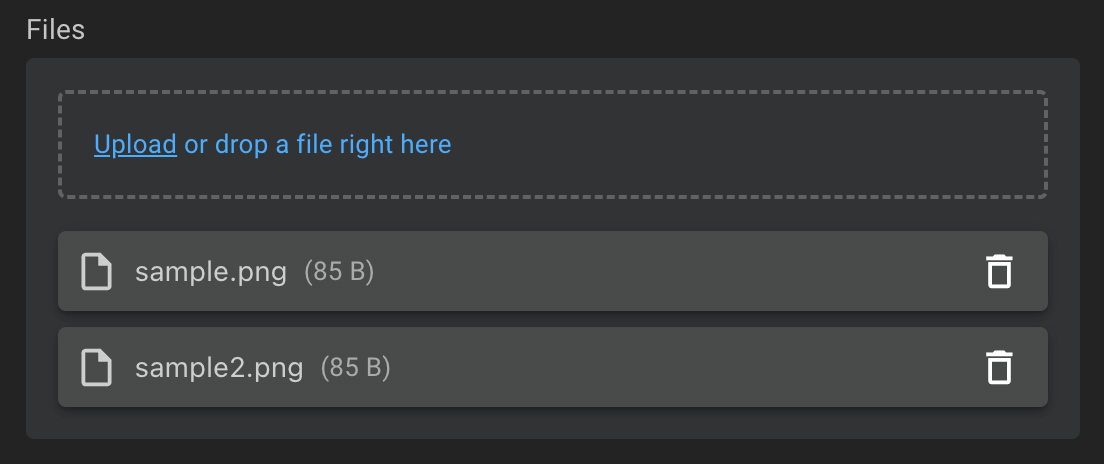 Files
Upload or drop a file right here
sample.png (85 B)
sample2.png (85 B)